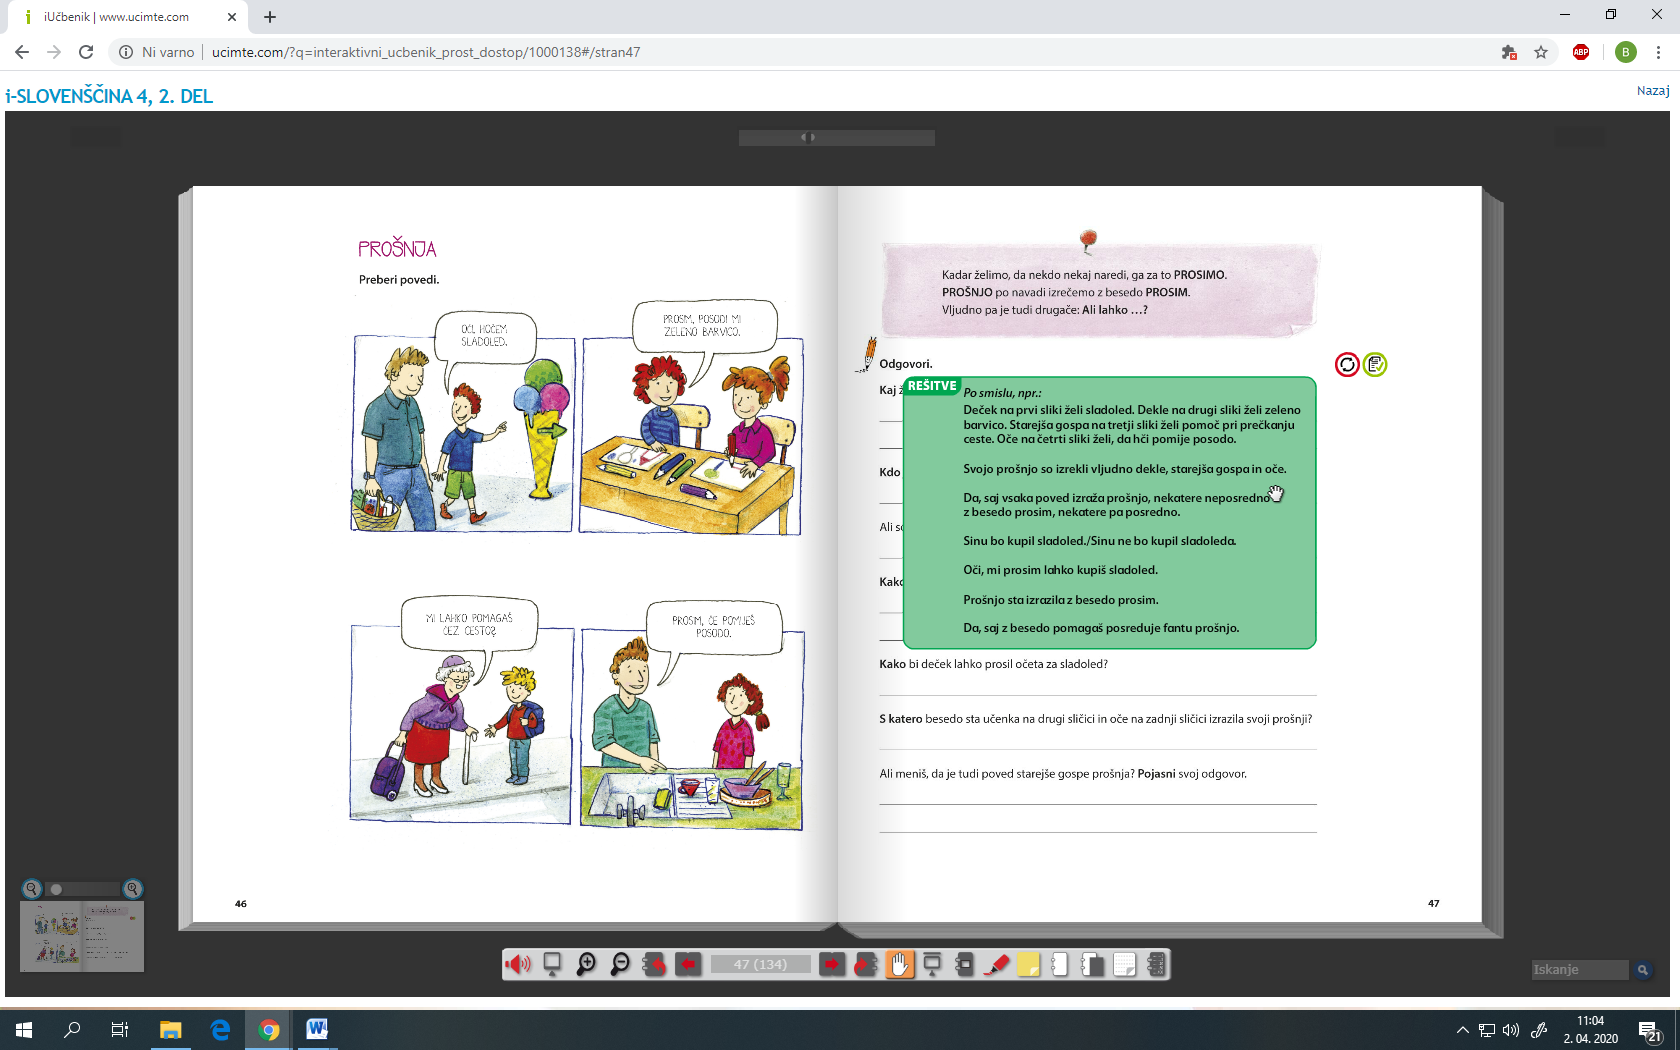 iUčbenik | www.ucimte.com
Ni varno
ucimte.com/?q=interaktivni_ucbenik_prost_dostop/1000138#/stran47
ABP
B
i-SLOVENŠČINA 4, 2. DEL
Nazaj
PROŠNJA
Preberi povedi.
OČI, HOČEM
SLADOLED.
PROSIM, POSODI MI
ZELENO BARVICO.
MI LAHKO POMAGAŠ
ČEZ CESTO?
PROSIM, ČE POMIJEŠ
POSODO.
46
Kadar želimo, da nekdo nekaj naredi, ga za to PROSIMO.
PROŠNJO po navadi izrečemo z besedo PROSIM.
Vljudno pa je tudi drugače: Ali lahko …?
Odgovori.
Kaj
Kdo
Ali
REŠITVE
Po smislu, npr.:
Deček na prvi sliki želi sladoled. Dekle na drugi sliki želi zeleno
barvico. Starejša gospa na tretji sliki želi pomoč pri prečkanju
ceste. Oče na četrti sliki želi, da hči pomije posodo.
Svojo prošnjo so izrekli vljudno dekle, starejša gospa in oče.
Da, saj vsaka poved izraža prošnjo, nekatere neposredno
z besedo prosim, nekatere pa posredno.
Sinu bo kupil sladoled./Sinu ne bo kupil sladoleda.
Oči, mi prosim lahko kupiš sladoled.
Prošnjo sta izrazila z besedo prosim.
Da, saj z besedo pomagaš posreduje fantu prošnjo.
Kako bi deček lahko prosil očeta za sladoled?
S katero besedo sta učenka na drugi sličici in oče na zadnji sličici izrazila svoji prošnji?
Ali meniš, da je tudi poved starejše gospe prošnja? Pojasni svoj odgovor.
47
47 (134)
Iskanje
11:04
2. 04. 2020
21